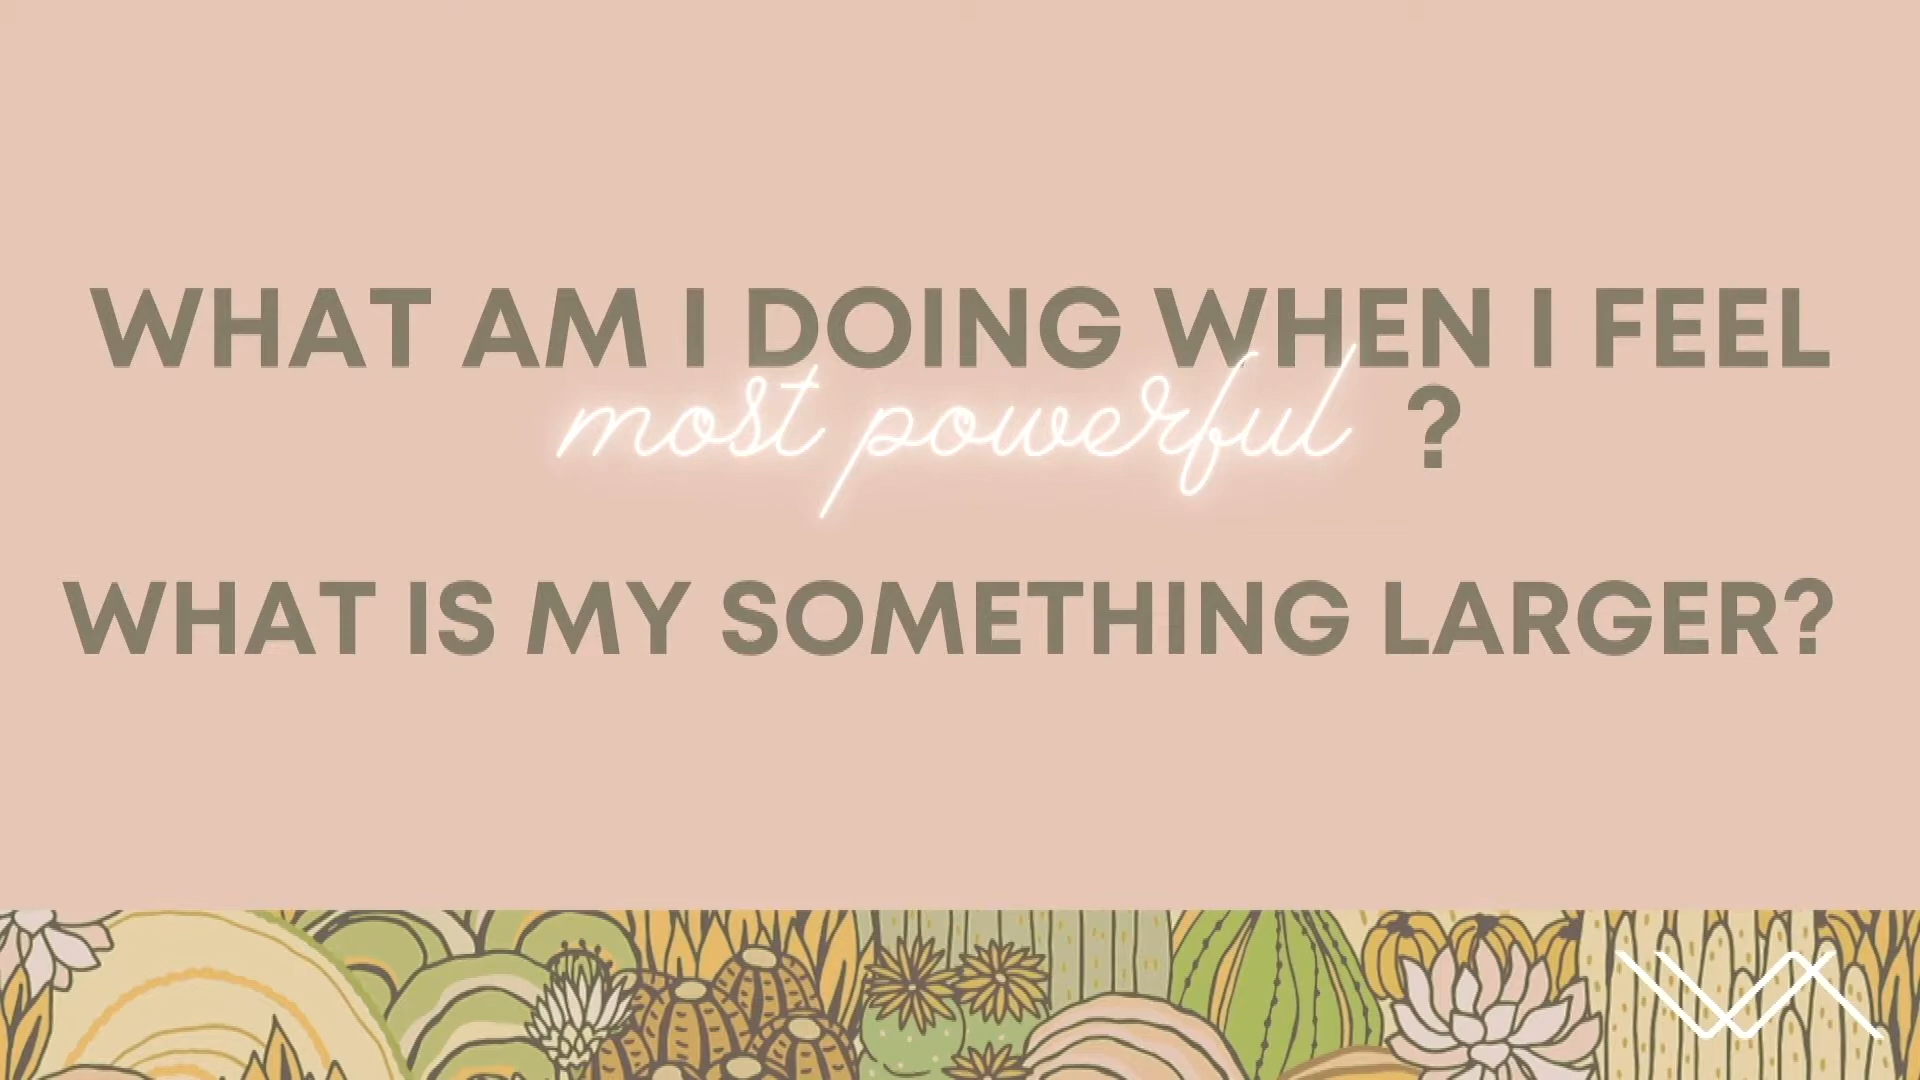 WHAT AM I DOING WHEN I FEEL
most powerful ?
WHAT IS MY SOMETHING LARGER?